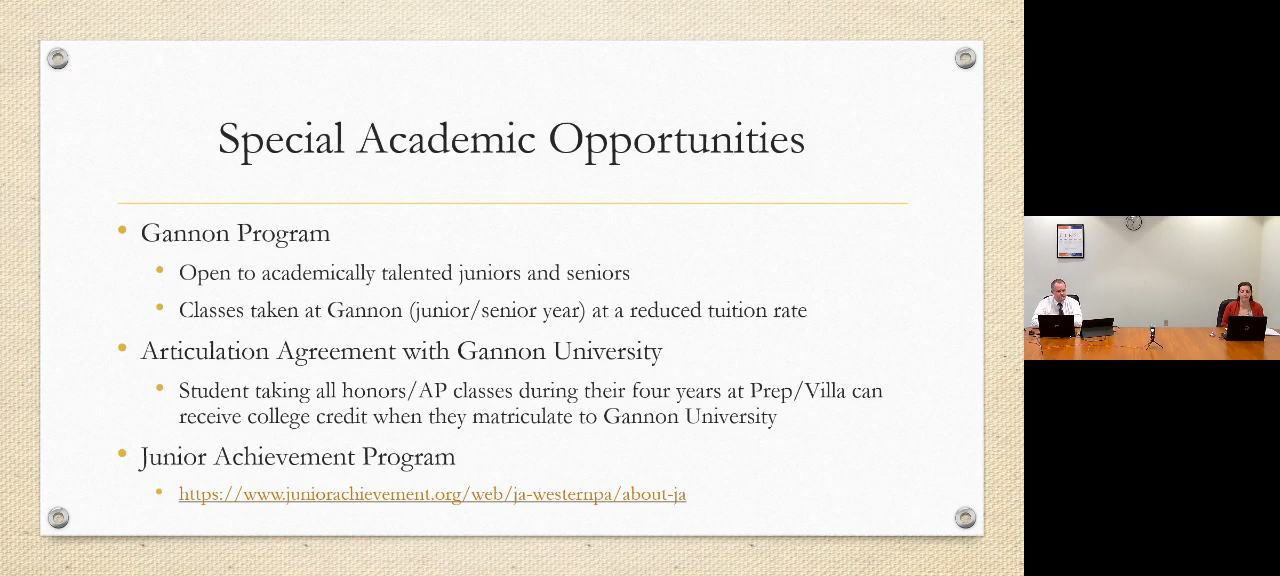 Special Academic Opportunities
• Gannon Program
• Open to academically talented juniors and seniors
• Classes taken at Gannon (junior/senior year) at a reduced tuition rate
• Articulation Agreement with Gannon University
• Student taking all honors/AP classes during their four years at Prep/Villa can
receive college credit when they matriculate to Gannon University
• Junior Achievement Program
• https://www.juniorachievement.org/web/ja-westernpa/about-ja